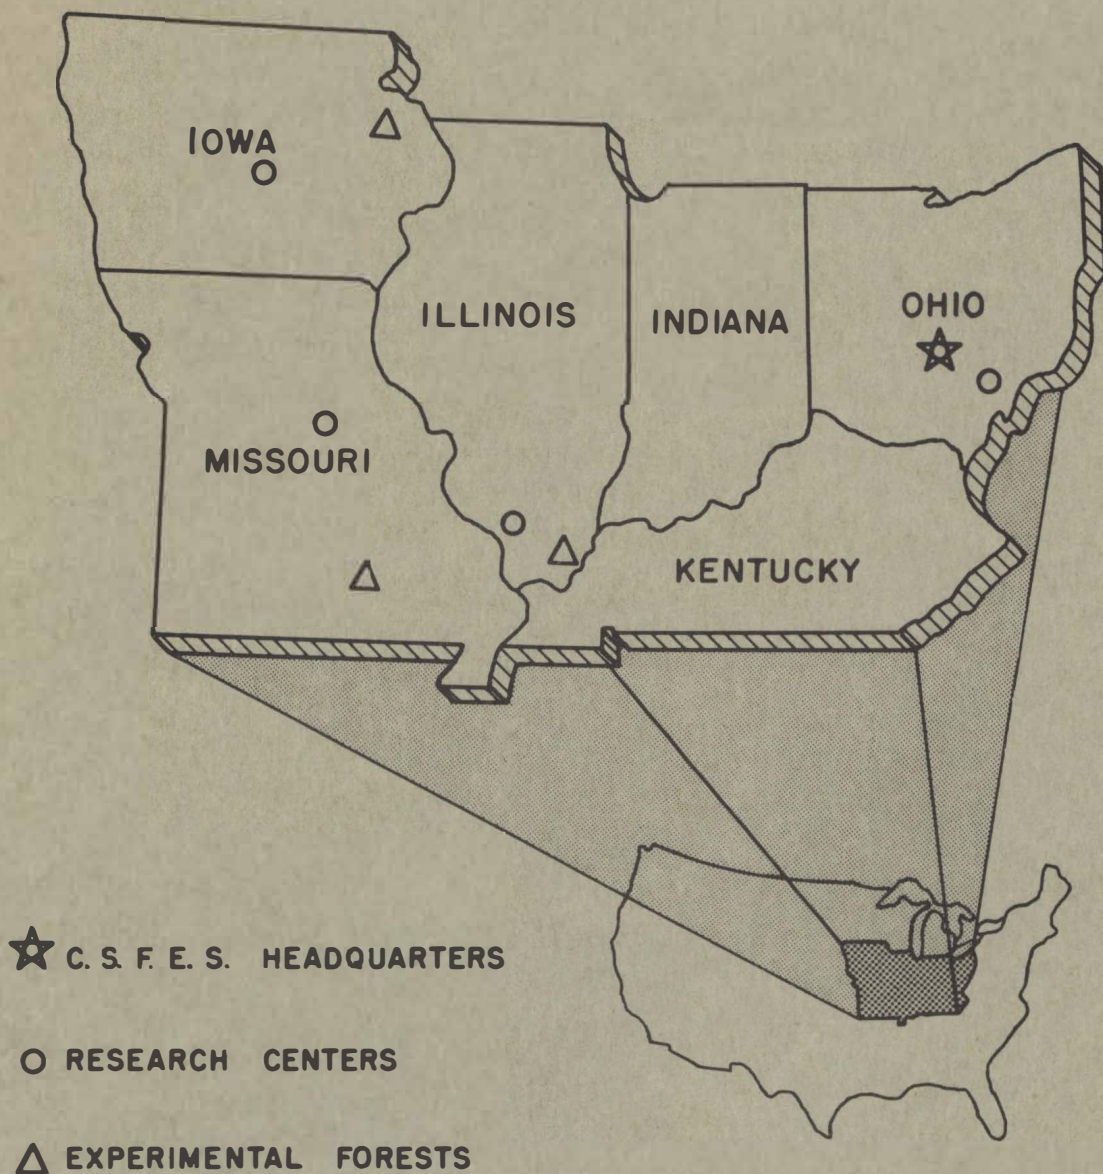 IOWA
ILLINOIS
INDIANA
OHIO
MISSOURI
KENTUCKY
C. S. F. E. S. HEADQUARTERS
RESEARCH CENTERS
EXPERIMENTAL FORESTS